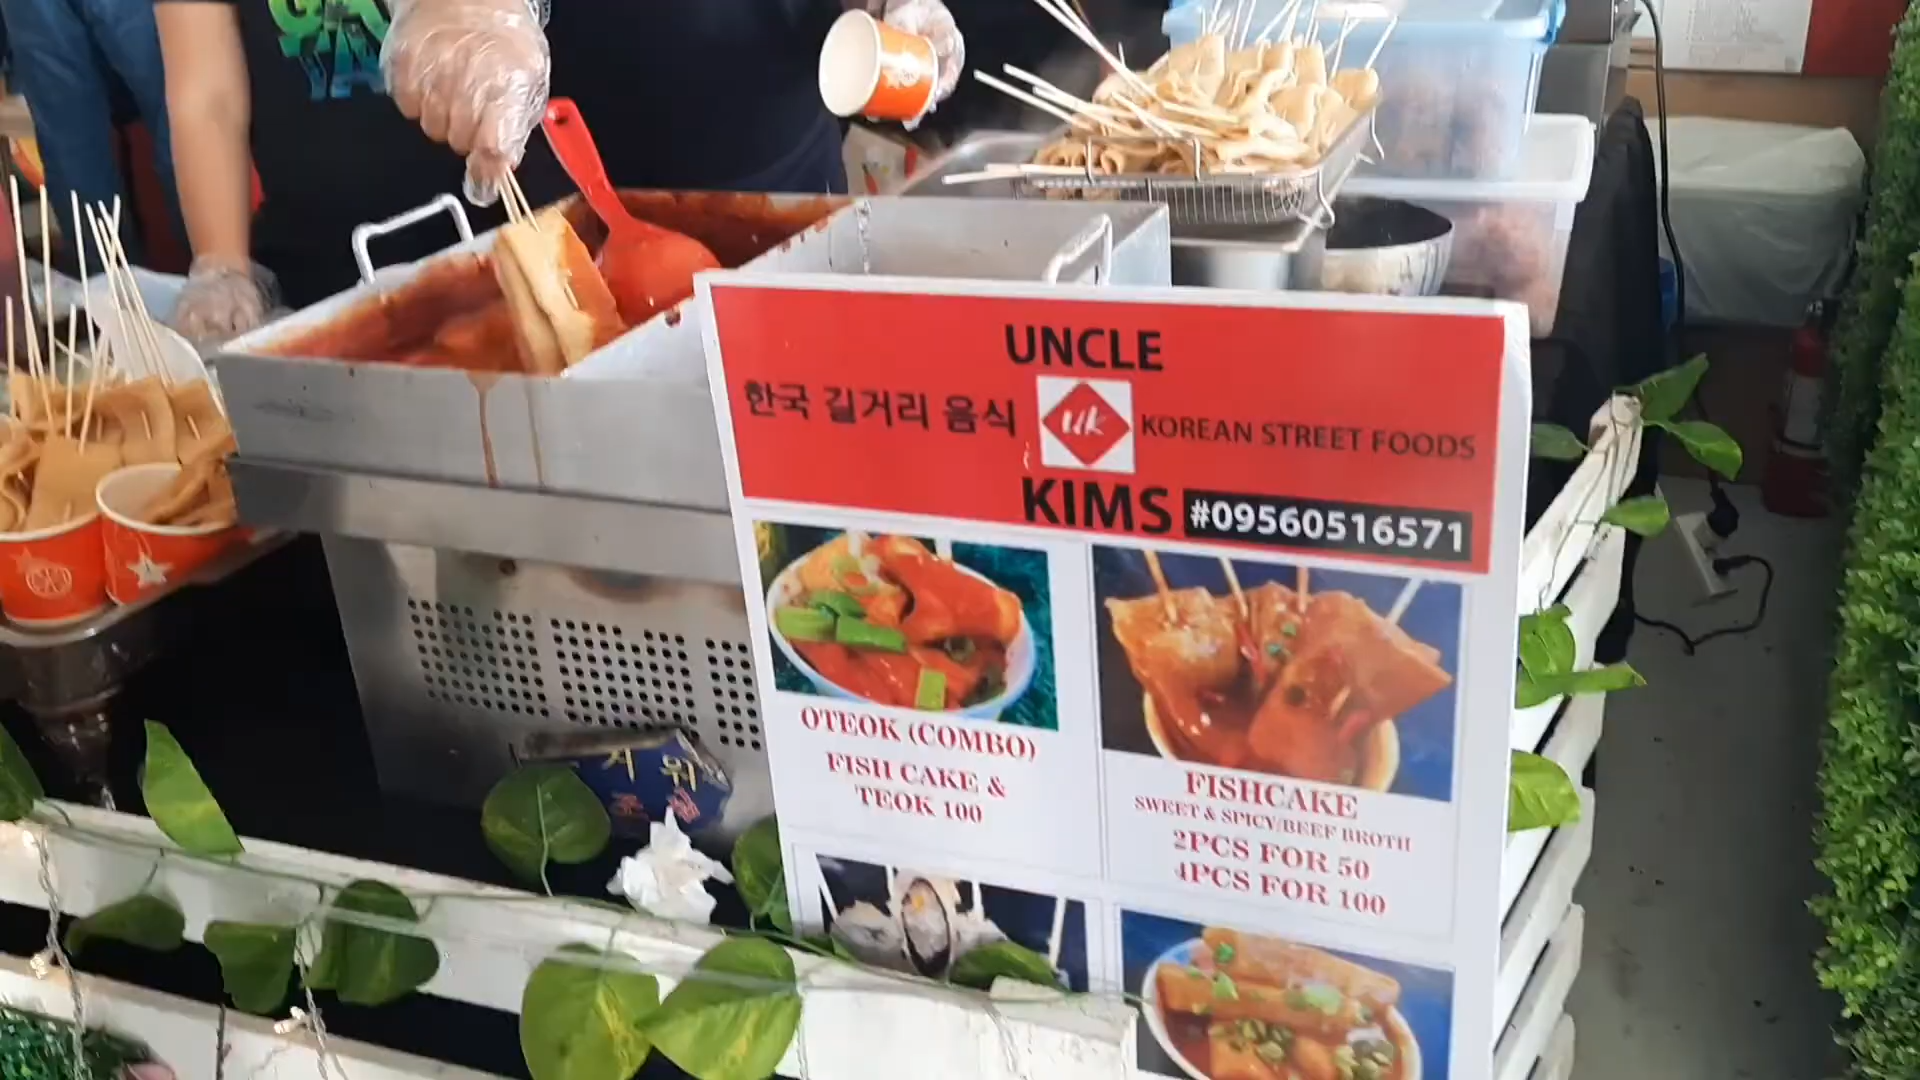 UNCLE
한국 길거리 음식 UK KOREAN STREET FOODS
KIMS #09560516571
OTEOK (COMBO)
FISH CAKE &
TEOK 100
FISHCAKE
SWEET & SPICY/BEEF BROTH
2PCS FOR 50
4PCS FOR 100